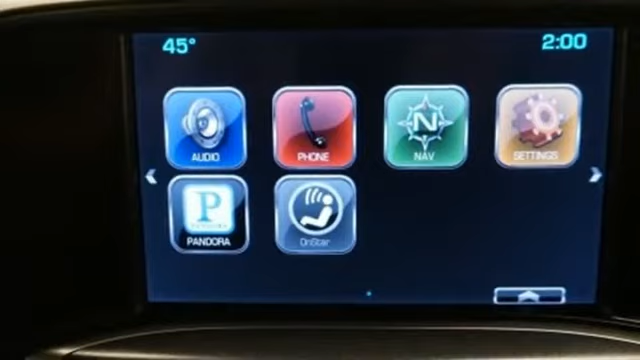 45°
2:00
AUDIO
PHONE
N
NAV
SETTINGS
P
PANDORA
OnStar